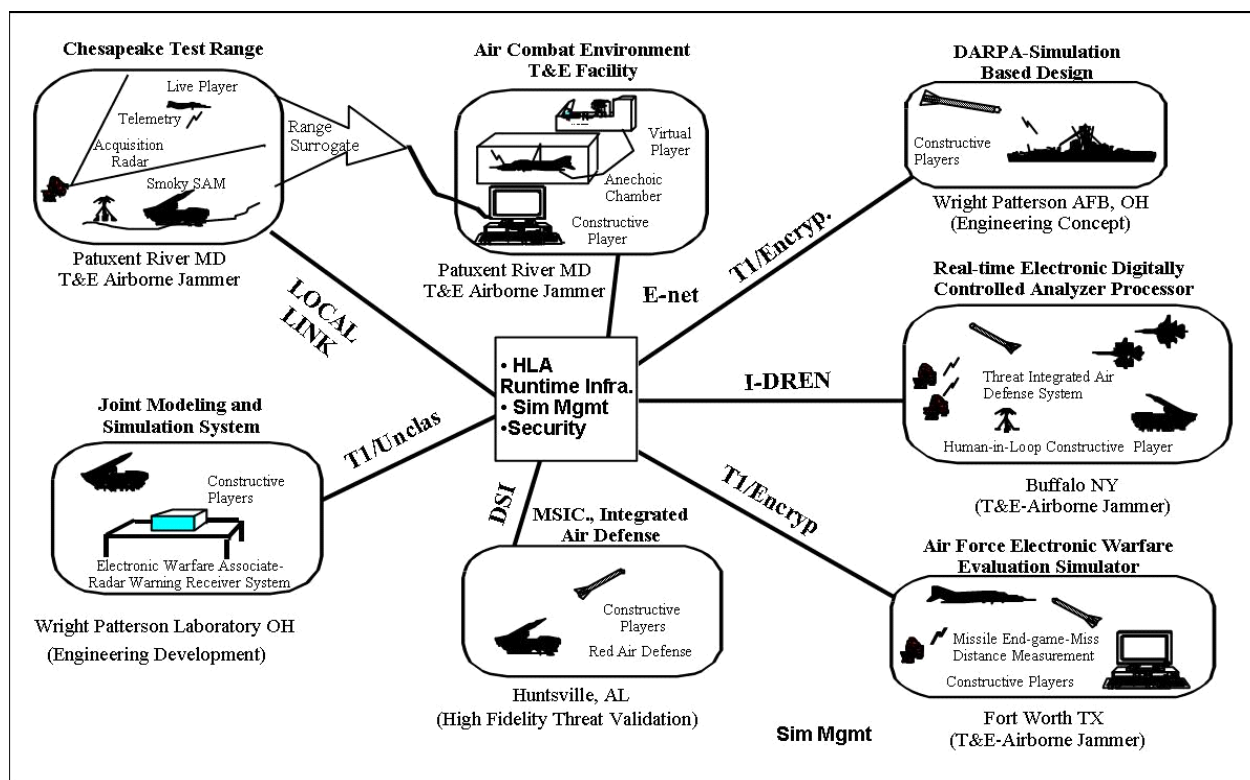 Chesapeake Test Range
Live Player
Telemetry
Acquisition
Radar
Smoky SAM
Patuxent River MD
T&E Airborne Jammer
Range
Surrogate
Air Combat Environment
T&E Facility
Virtual
Player
Anechoic
Chamber
Constructive
Player
Patuxent River MD
T&E Airborne Jammer
DARPA-Simulation
Based Design
Constructive
Players
Wright Patterson AFB, OH
(Engineering Concept)
LOCAL
LINK
E-net
T1/Encryp.
• HLA
Runtime Infra.
• Sim Mgmt
•Security
I-DREN
Real-time Electronic Digitally
Controlled Analyzer Processor
Threat Integrated Air
Defense System
Human-in-Loop Constructive Player
Buffalo NY
(T&E-Airborne Jammer)
Joint Modeling and
Simulation System
Constructive
Players
Electronic Warfare Associate-
Radar Warning Receiver System
Wright Patterson Laboratory OH
(Engineering Development)
T1/Unclas
DSI
MSIC., Integrated
Air Defense
Constructive
Players
Red Air Defense
Huntsville, AL
(High Fidelity Threat Validation)
T1/Encryp
Air Force Electronic Warfare
Evaluation Simulator
Missile End-game-Miss
Distance Measurement
Constructive Players
Fort Worth TX
(T&E-Airborne Jammer)
Sim Mgmt